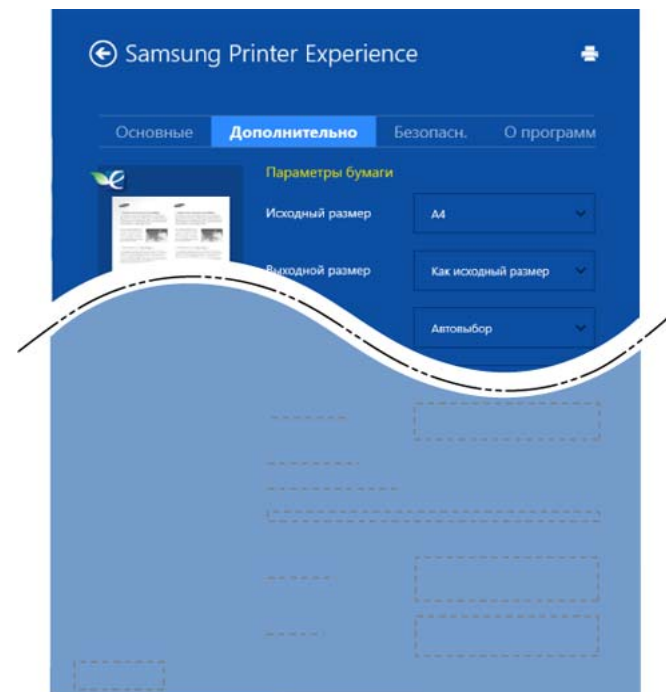 Samsung Printer Experience
Основные Дополнительно Безопасн. О программ
Параметры бумаги
Исходный размер A4
Выходной размер Как исходный размер
Автовыбор